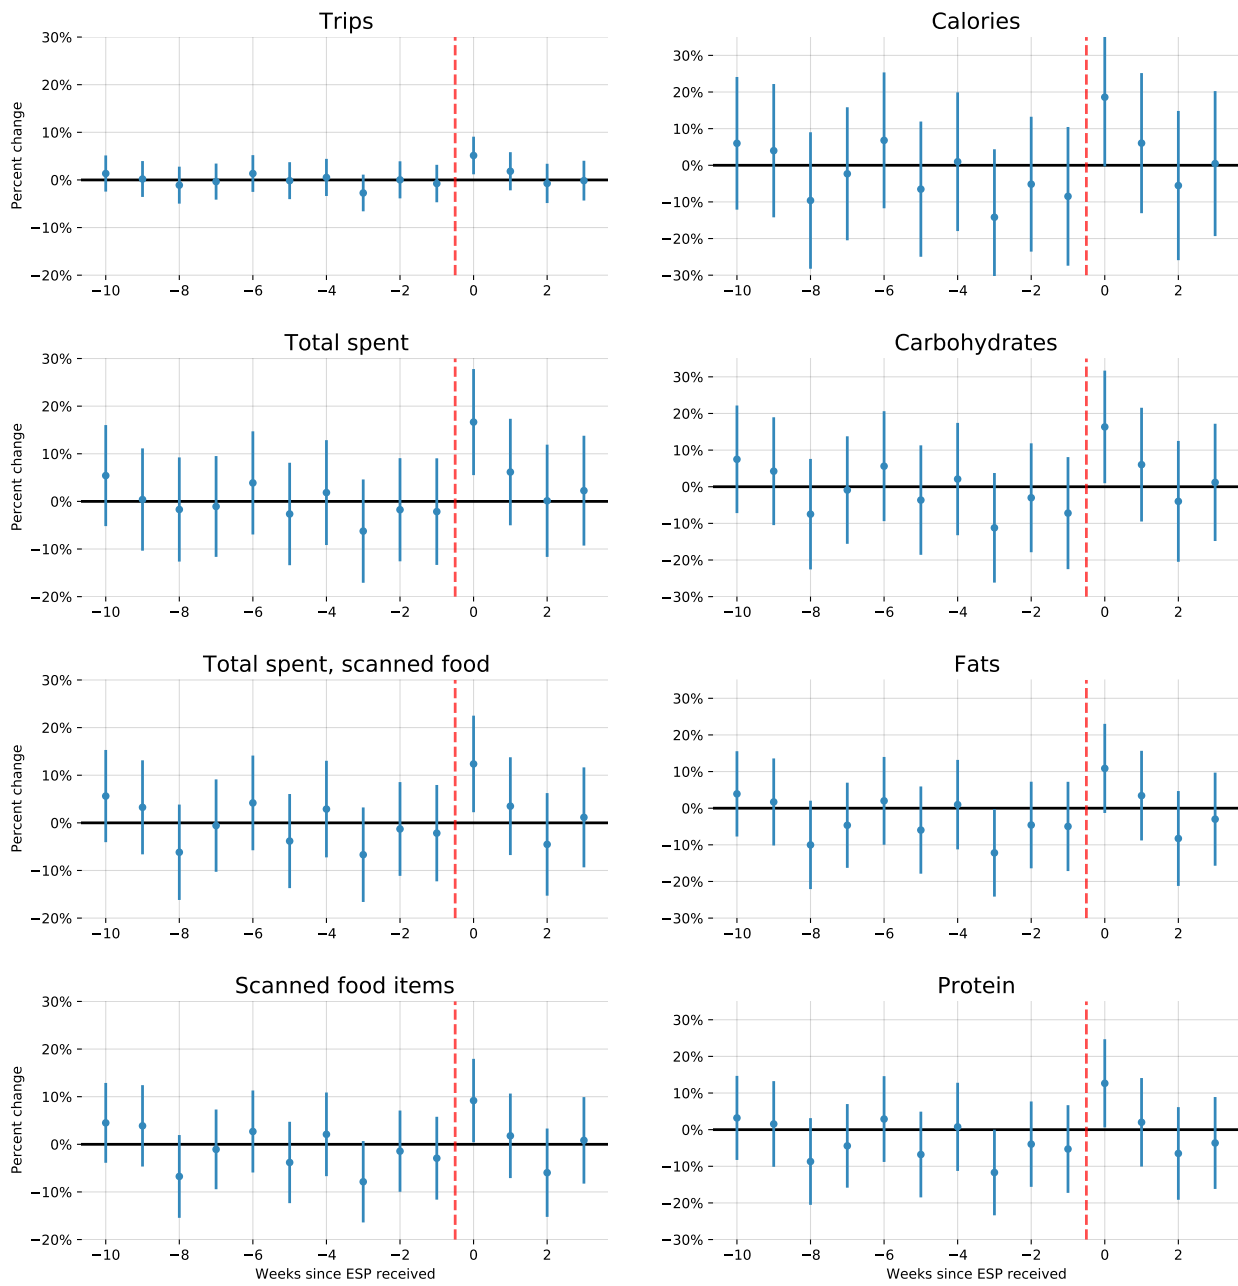 Trips
30%
20%
10%
0%
−10%
−20%
Percent change
−10 −8 −6 −4 −2 0 2
Calories
30%
20%
10%
0%
−10%
−20%
−30%
−10 −8 −6 −4 −2 0 2
Total spent
30%
20%
10%
0%
−10%
−20%
Percent change
−10 −8 −6 −4 −2 0 2
Carbohydrates
30%
20%
10%
0%
−10%
−20%
−30%
−10 −8 −6 −4 −2 0 2
Total spent, scanned food
30%
20%
10%
0%
−10%
−20%
Percent change
−10 −8 −6 −4 −2 0 2
Fats
30%
20%
10%
0%
−10%
−20%
−30%
−10 −8 −6 −4 −2 0 2
Scanned food items
30%
20%
10%
0%
−10%
−20%
Percent change
−10 −8 −6 −4 −2 0 2
Weeks since ESP received
Protein
30%
20%
10%
0%
−10%
−20%
−30%
−10 −8 −6 −4 −2 0 2
Weeks since ESP received